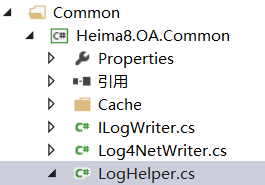 Common
C# Heima8.OA.Common
Properties
引用
Cache
C# ILogWriter.cs
C# Log4NetWriter.cs
C# LogHelper.cs